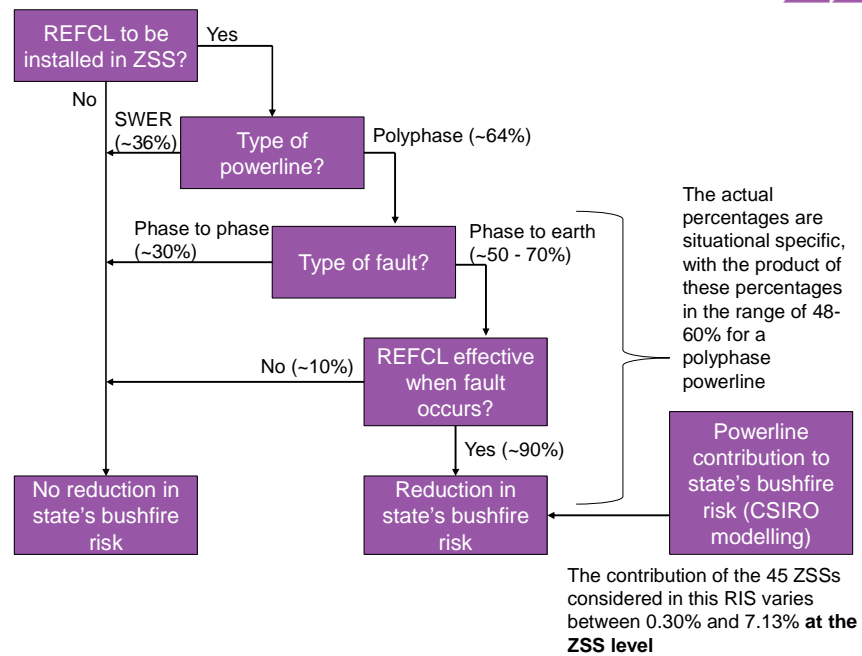 REFCL to be
installed in ZSS?
Yes
No
SWER
(~36%)
Type of
powerline?
Polyphase (~64%)
Phase to phase
(~30%)
Type of fault?
Phase to earth
(~50 - 70%)
The actual
percentages are
situational specific,
with the product of
these percentages
in the range of 48-
60% for a
polyphase
powerline
No (~10%)
REFCL effective
when fault
occurs?
Yes (~90%)
No reduction in
state's bushfire
risk
Reduction in
state's bushfire
risk
Powerline
contribution to
state's bushfire
risk (CSIRO
modelling)
The contribution of the 45 ZSSs
considered in this RIS varies
between 0.30% and 7.13% at the
ZSS level